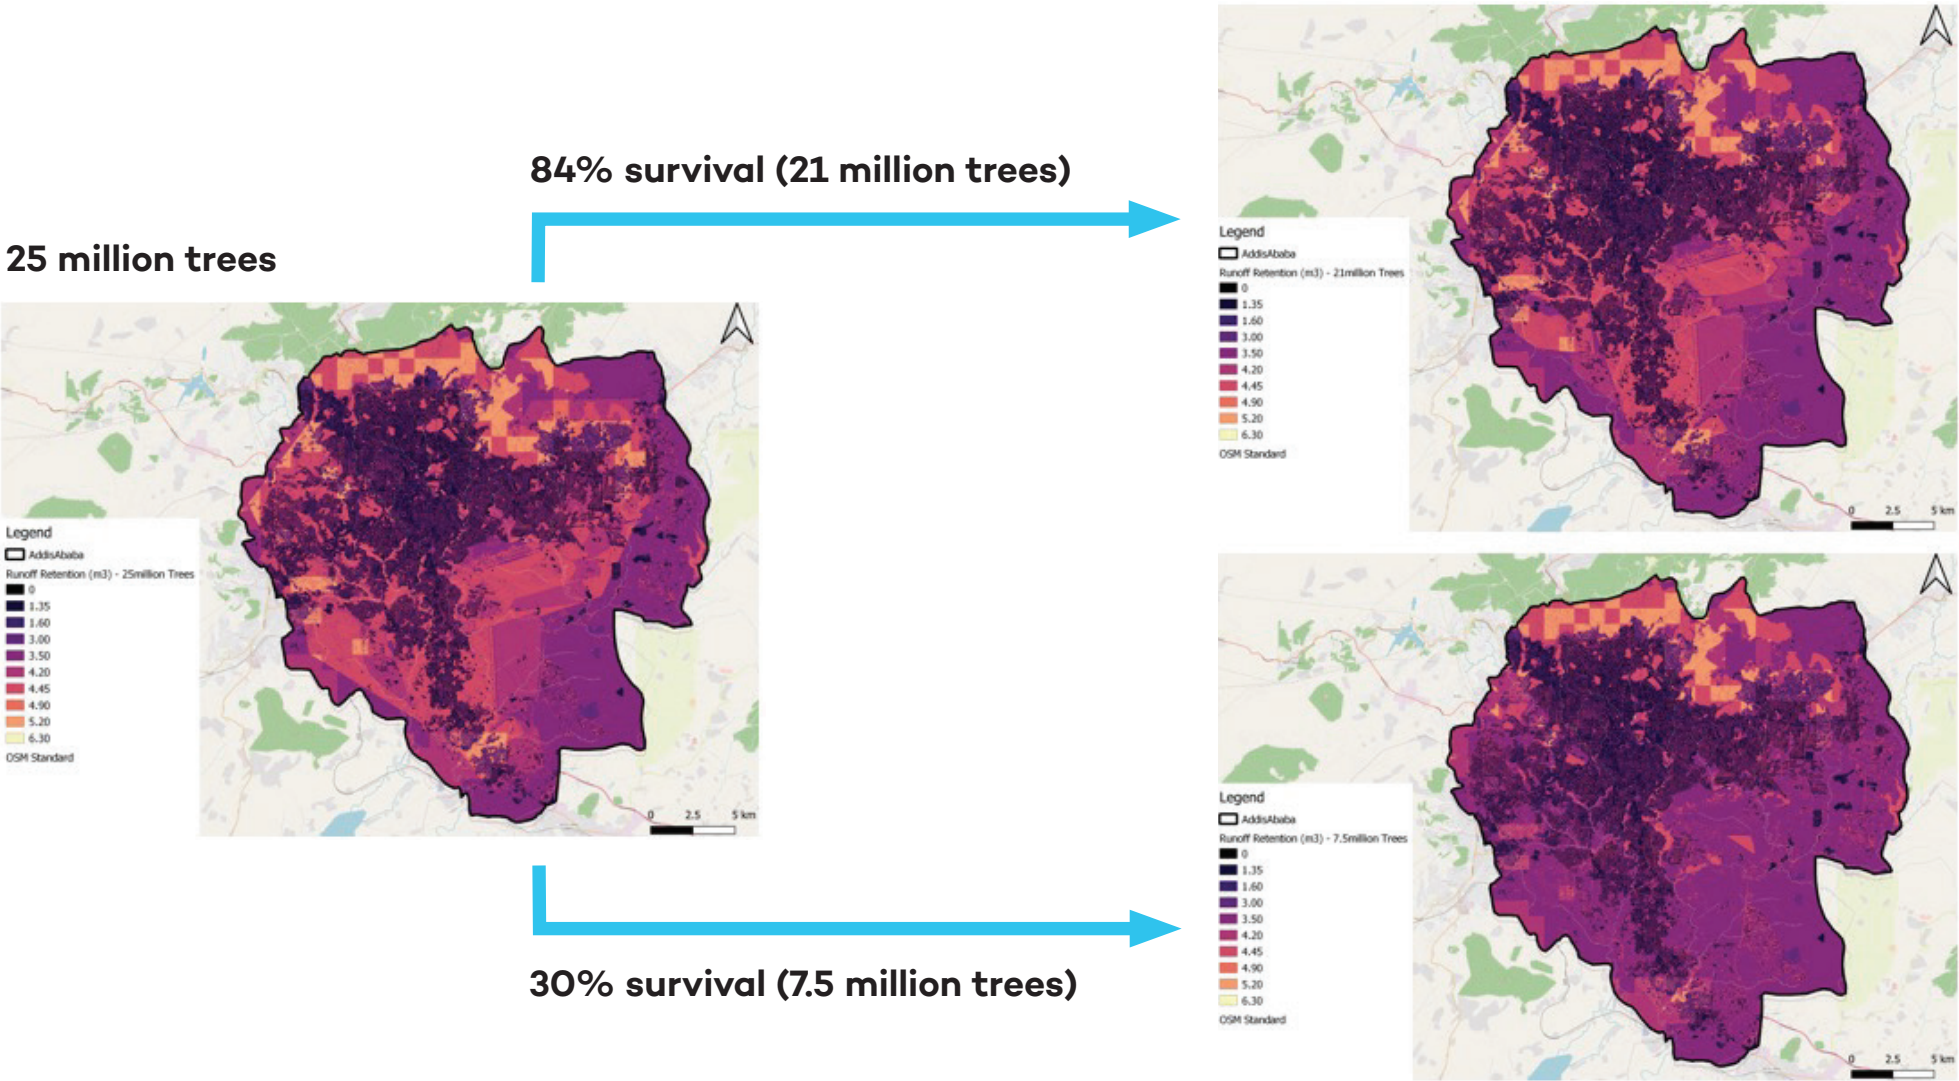 84% survival (21 million trees)
25 million trees
Legend
AddisAbaba
Runoff Retention (m3) - 25million Trees
0
1.35
1.60
3.00
3.50
4.20
4.45
4.90
5.20
6.30
OSM Standard
0 2.5 5 km
Legend
AddisAbaba
Runoff Retention (m3) - 21million Trees
0
1.35
1.60
3.00
3.50
4.20
4.45
4.90
5.20
6.30
OSM Standard
0 2.5 5 km
30% survival (7.5 million trees)
Legend
AddisAbaba
Runoff Retention (m3) - 7.5million Trees
0
1.35
1.60
3.00
3.50
4.20
4.45
4.90
5.20
6.30
OSM Standard
0 2.5 5 km